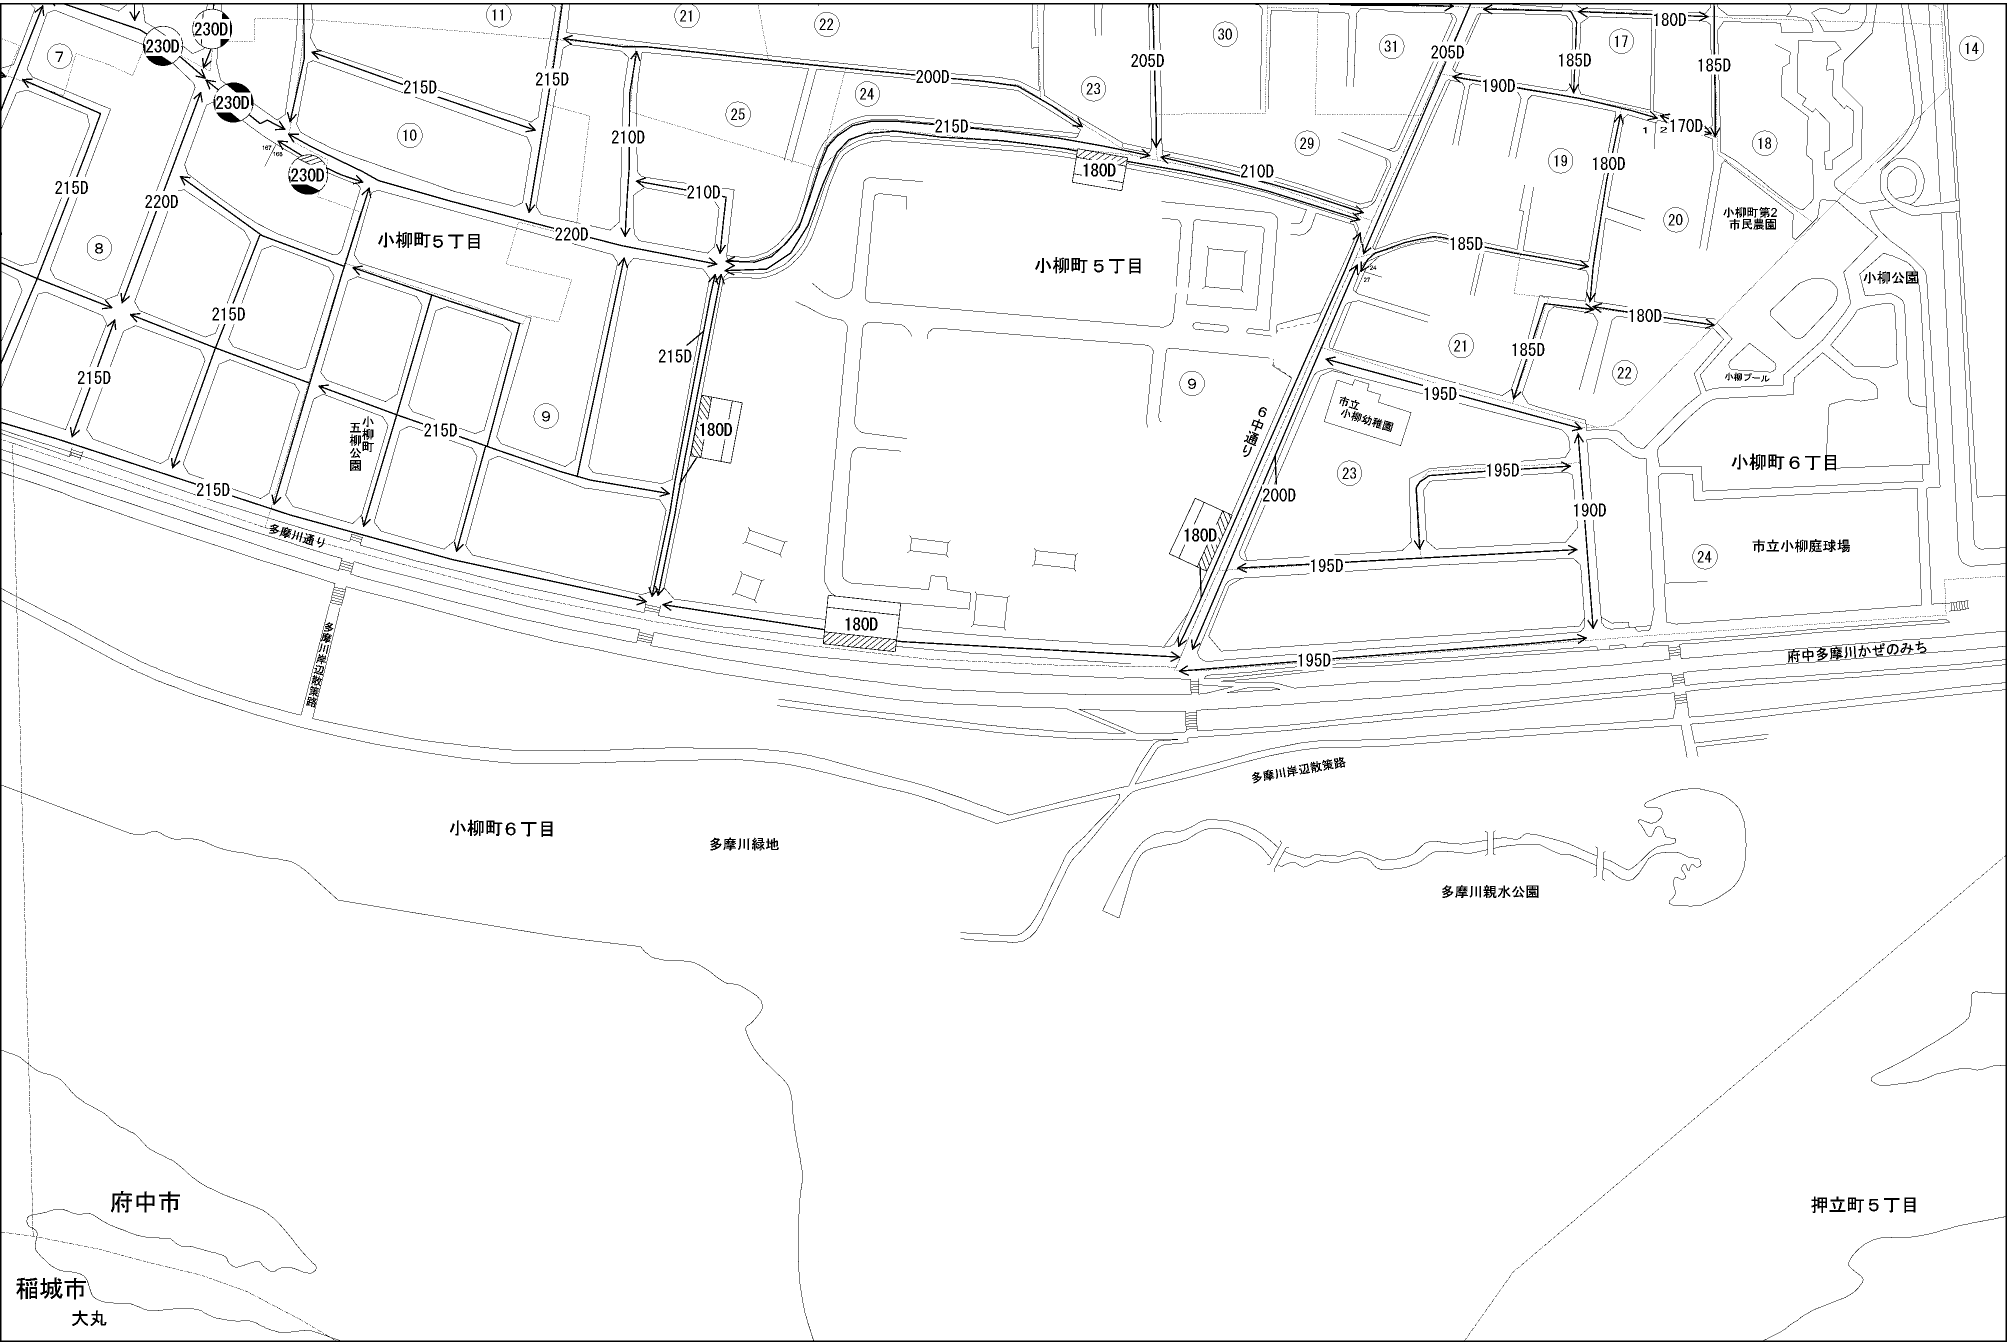 230D
230D
230D
230D
7
8
10
11
21
22
23
24
25
30
31
29
17
14
18
19
20
21
22
23
24
9
9
215D
200D
215D
205D
205D
180D
185D
185D
190D
170D
1 2
210D
215D
210D
210D
180D
180D
215D
220D
167
168
小柳町5丁目
220D
小柳町5丁目
185D
24
27
小柳町第2
市民農園
小柳公園
215D
215D
215D
180D
185D
小柳プール
195D
市立
小柳幼稚園
小柳町
五柳公園
215D
180D
6中通り
195D
小柳町6丁目
215D
200D
190D
多摩川通り
180D
195D
市立小柳庭球場
180D
195D
府中多摩川かぜのみち
多摩川岸辺散策路
多摩川岸辺散策路
小柳町6丁目
多摩川緑地
多摩川親水公園
府中市
押立町5丁目
稲城市
大丸